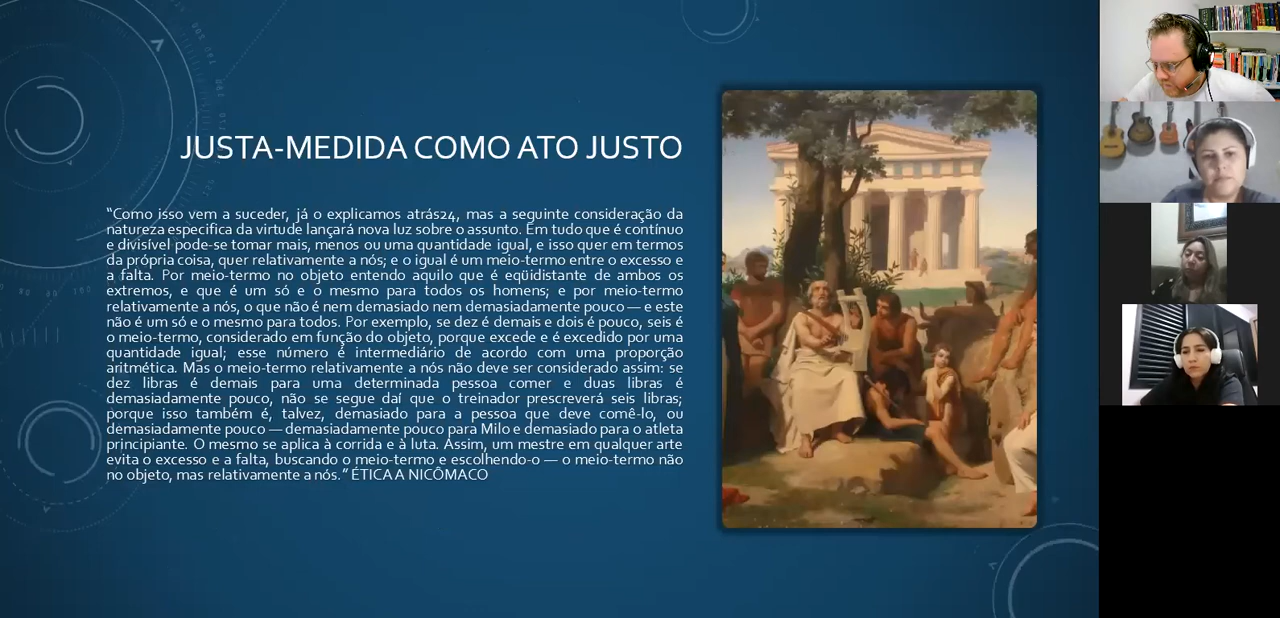 JUSTA-MEDIDA COMO ATO JUSTO
“Como isso vem a suceder, já o explicamos atrás24, mas a seguinte consideração da
natureza especifica da virtude lançará nova luz sobre o assunto. Em tudo que é contínuo
e divisível pode-se tomar mais, menos ou uma quantidade igual, e isso quer em termos
da própria coisa, quer relativamente a nós; e o igual é um meio-termo entre o excesso e
a falta. Por meio-termo no objeto entendo aquilo que é eqüidistante de ambos os
extremos, e que é um só e o mesmo para todos os homens; e por meio-termo
relativamente a nós, o que não é nem demasiado nem demasiadamente pouco — e este
não é um só e o mesmo para todos. Por exemplo, se dez é demais e dois é pouco, seis é
o meio-termo, considerado em função do objeto, porque excede e é excedido por uma
quantidade igual; esse número é intermediário de acordo com uma proporção
aritmética. Mas o meio-termo relativamente a nós não deve ser considerado assim: se
dez libras é demais para uma determinada pessoa comer e duas libras é
demasiadamente pouco, não se segue daí que o treinador prescreverá seis libras;
porque isso também é, talvez, demasiado para a pessoa que deve comê-lo, ou
demasiadamente pouco — demasiadamente pouco para Milo e demasiado para o atleta
principiante. O mesmo se aplica à corrida e à luta. Assim, um mestre em qualquer arte
evita o excesso e a falta, buscando o meio-termo e escolhendo-o — o meio-termo não
no objeto, mas relativamente a nós.” ÉTICA A NICÔMACO